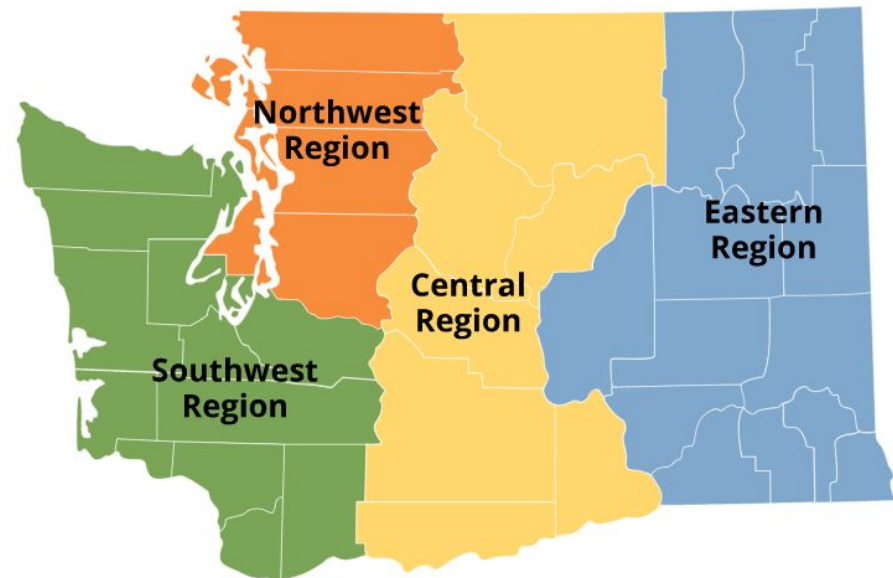 Northwest
Region
Eastern
Region
Central
Region
Southwest
Region